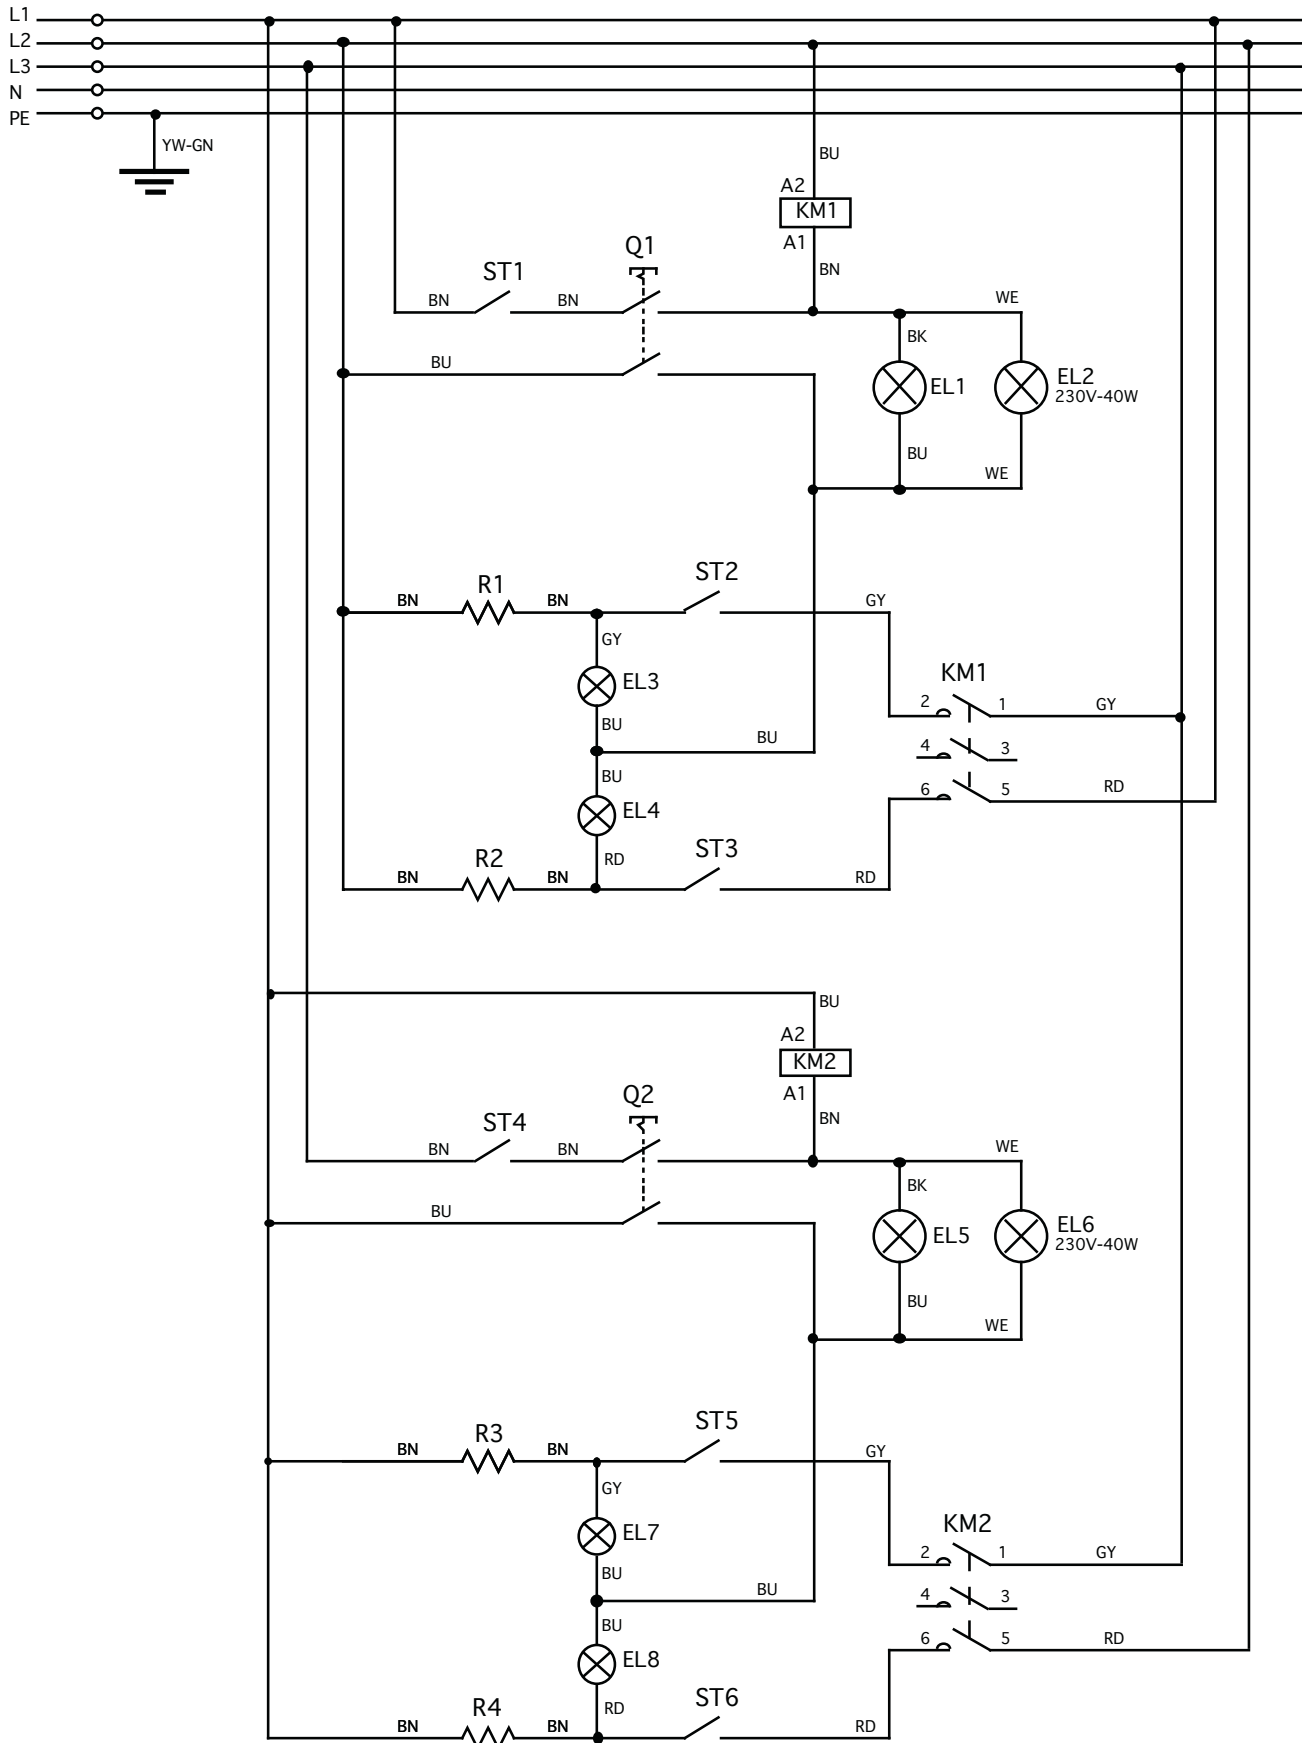 L1
L2
L3
N
PE
YW-GN
BU
A2
KM1
A1
BN
Q1
ST1
BN
BN
WE
BK
EL1
EL2
230V-40W
BU
BU
WE
ST2
R1
BN
BN
GY
GY
EL3
KM1
2
1
GY
BU
BU
4
3
BU
6
5
RD
EL4
ST3
R2
RD
BN
BN
RD
BU
A2
KM2
A1
BN
Q2
ST4
BN
BN
WE
BK
BU
EL5
EL6
230V-40W
BU
WE
ST5
R3
BN
BN
GY
GY
EL7
KM2
2
1
GY
BU
BU
4
3
BU
6
5
RD
EL8
ST6
R4
RD
BN
BN
RD